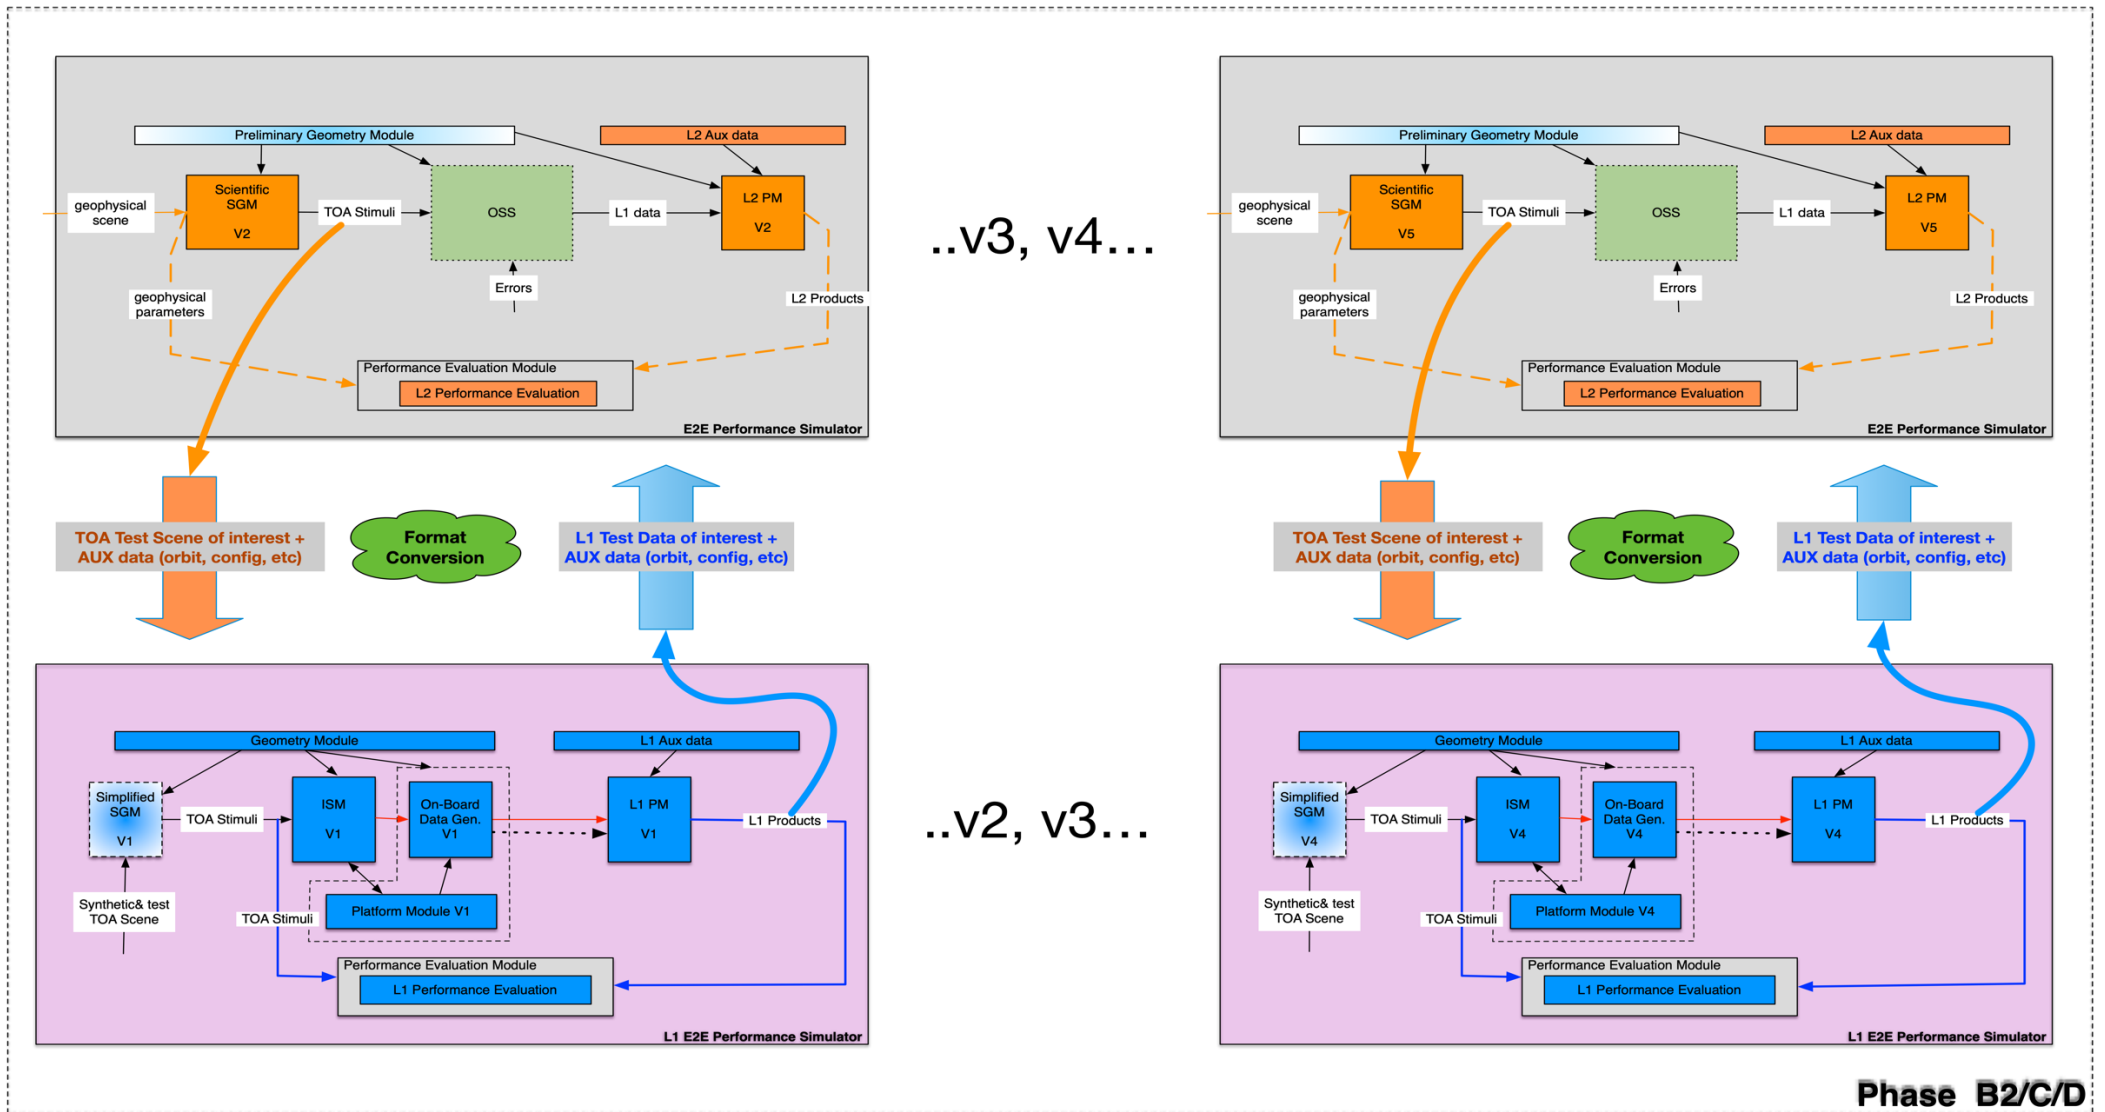 Preliminary Geometry Module
L2 Aux data
Scientific
SGM
V2
geophysical
scene
TOA Stimuli
OSS
L1 data
L2 PM
V2
Errors
geophysical
parameters
L2 Products
Performance Evaluation Module
L2 Performance Evaluation
E2E Performance Simulator
..v3, v4...
Preliminary Geometry Module
L2 Aux data
Scientific
SGM
V5
geophysical
scene
TOA Stimuli
OSS
L1 data
L2 PM
V5
Errors
geophysical
parameters
L2 Products
Performance Evaluation Module
L2 Performance Evaluation
E2E Performance Simulator
TOA Test Scene of interest +
AUX data (orbit, config, etc)
Format
Conversion
L1 Test Data of interest +
AUX data (orbit, config, etc)
TOA Test Scene of interest +
AUX data (orbit, config, etc)
Format
Conversion
L1 Test Data of interest +
AUX data (orbit, config, etc)
Geometry Module
L1 Aux data
Simplified
SGM
V1
TOA Stimuli
ISM
V1
On-Board
Data Gen.
V1
L1 PM
V1
L1 Products
Synthetic& test
TOA Scene
TOA Stimuli
Platform Module V1
Performance Evaluation Module
L1 Performance Evaluation
L1 E2E Performance Simulator
..v2, v3...
Geometry Module
L1 Aux data
Simplified
SGM
V4
TOA Stimuli
ISM
V4
On-Board
Data Gen.
V4
L1 PM
V4
L1 Products
Synthetic& test
TOA Scene
TOA Stimuli
Platform Module V4
Performance Evaluation Module
L1 Performance Evaluation
L1 E2E Performance Simulator
Phase B2/C/D